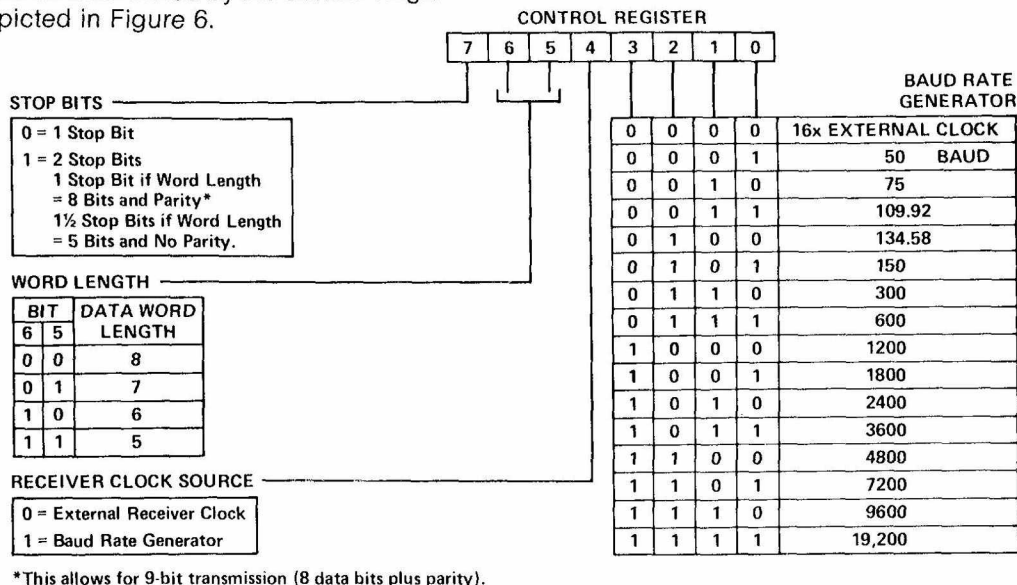 picted in Figure 6.
CONTROL REGISTER
7 6 5 4 3 2 1 0
STOP BITS
0 = 1 Stop Bit
1 = 2 Stop Bits
1 Stop Bit if Word Length
= 8 Bits and Parity*
1½ Stop Bits if Word Length
= 5 Bits and No Parity.
WORD LENGTH
BIT DATA WORD
6 5 LENGTH
0 0 8
0 1 7
1 0 6
1 1 5
RECEIVER CLOCK SOURCE
0 = External Receiver Clock
1 = Baud Rate Generator
BAUD RATE
GENERATOR
0 0 0 0 16x EXTERNAL CLOCK
0 0 0 1 50 BAUD
0 0 1 0 75
0 0 1 1 109.92
0 1 0 0 134.58
0 1 0 1 150
0 1 1 0 300
0 1 1 1 600
1 0 0 0 1200
1 0 0 1 1800
1 0 1 0 2400
1 0 1 1 3600
1 1 0 0 4800
1 1 0 1 7200
1 1 1 0 9600
1 1 1 1 19,200
*This allows for 9-bit transmission (8 data bits plus parity).